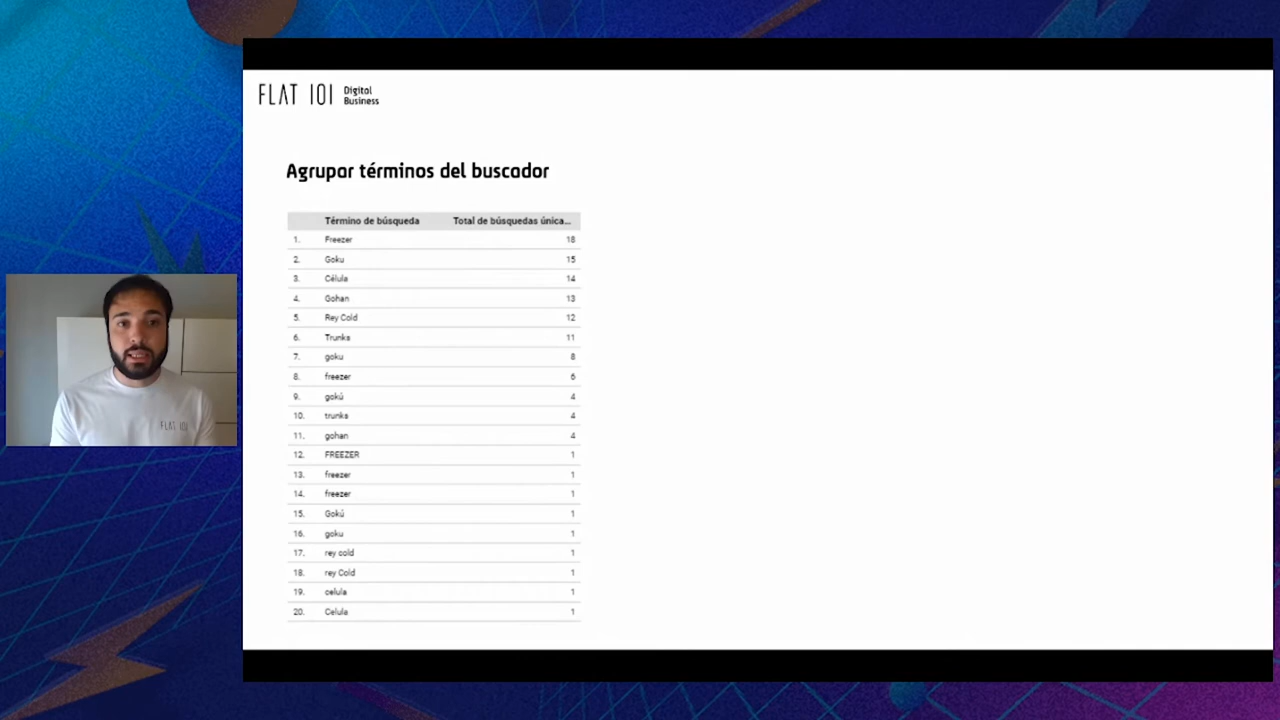 FLAT 101 Digital Business
Agrupar términos del buscador
Término de búsqueda Total de búsquedas única...
1. Freezer 18
2. Goku 15
3. Célula 14
4. Gohan 13
5. Rey Cold 12
6. Trunks 11
7. goku 8
8. freezer 6
9. gokú 4
10. trunks 4
11. gohan 4
12. FREEZER 1
13. freezer 1
14. freezer 1
15. Gokú 1
16. goku 1
17. rey cold 1
18. rey Cold 1
19. celula 1
20. Celula 1
FLAT 101